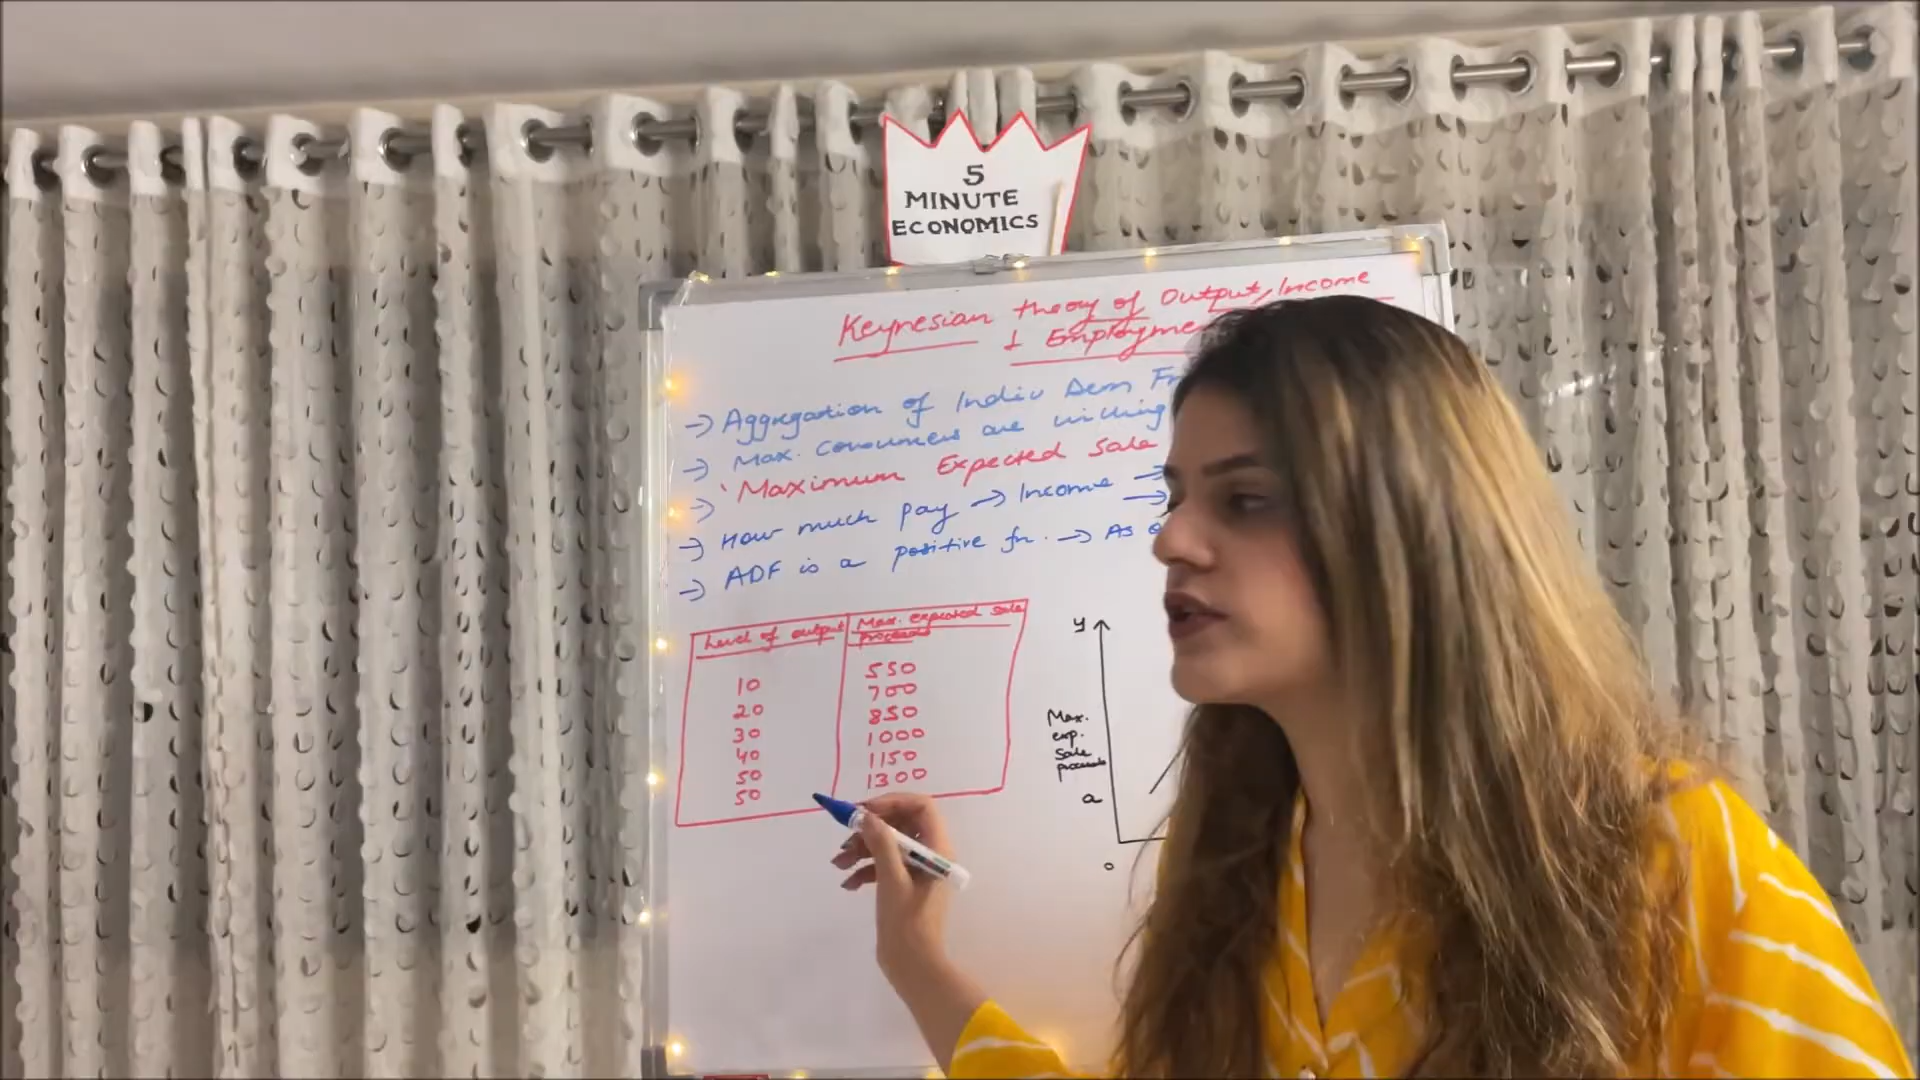 5
MINUTE
ECONOMICS
Keynesian theory of Output, Income
& Employme
→ Aggregation of Indiv Dem Fn
→ Max. consumers are willing
→ 'Maximum Expected Sale
→ How much pay → Income →
→
→ ADF is a positive fn. → As
Level of output
Max. expected sale
proceeds
10 550
20 700
30 850
40 1000
50 1150
50 1300
y
Max.
exp.
Sale
proceeds
a
o